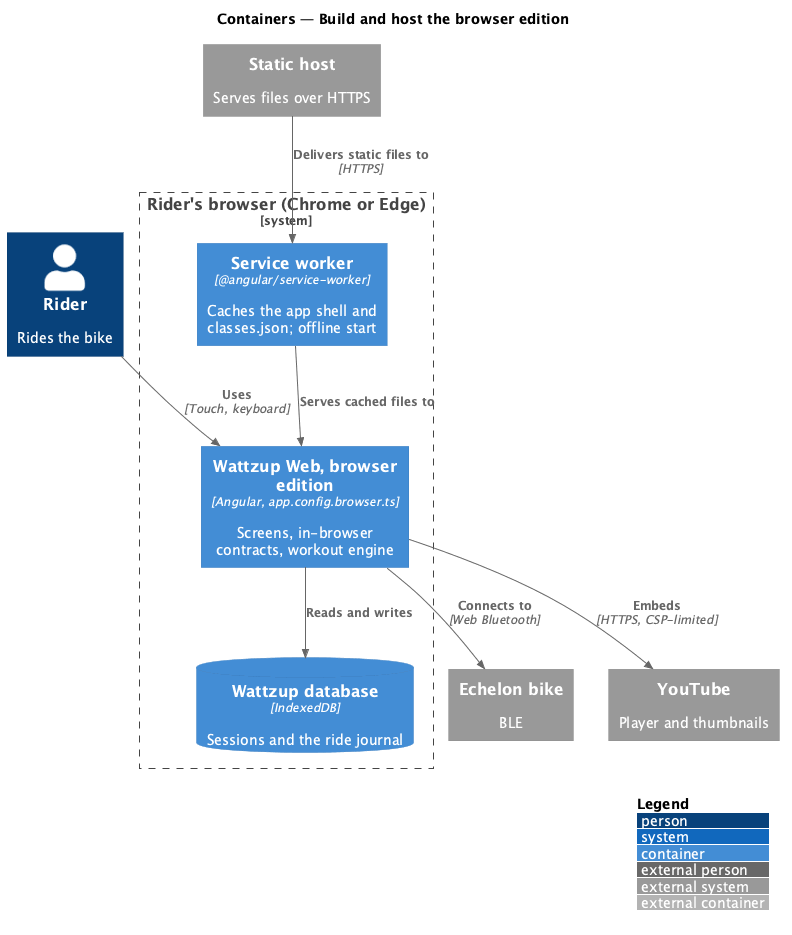 Containers — Build and host the browser edition
Static host
Serves files over HTTPS
Delivers static files to
[HTTPS]
Rider's browser (Chrome or Edge)
[system]
Rider
Rides the bike
Service worker
[@angular/service-worker]
Caches the app shell and
classes.json; offline start
Uses
[Touch, keyboard]
Serves cached files to
Wattzup Web, browser
edition
[Angular, app.config.browser.ts]
Screens, in-browser
contracts, workout engine
Reads and writes
Connects to
[Web Bluetooth]
Embeds
[HTTPS, CSP-limited]
Wattzup database
[IndexedDB]
Sessions and the ride journal
Echelon bike
BLE
YouTube
Player and thumbnails
Legend
person
system
container
external person
external system
external container